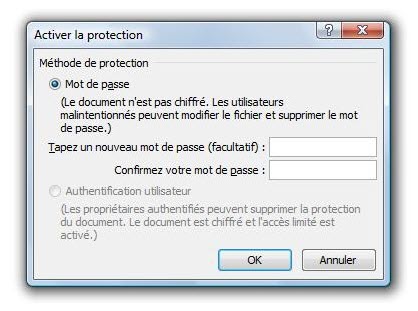 Activer la protection
Méthode de protection
Mot de passe
(Le document n'est pas chiffré. Les utilisateurs
malintentionnés peuvent modifier le fichier et supprimer le mot
de passe.)
Tapez un nouveau mot de passe (facultatif) :
Confirmez votre mot de passe :
Authentification utilisateur
(Les propriétaires authentifiés peuvent supprimer la protection
du document. Le document est chiffré et l'accès limité est
activé.)
OK Annuler